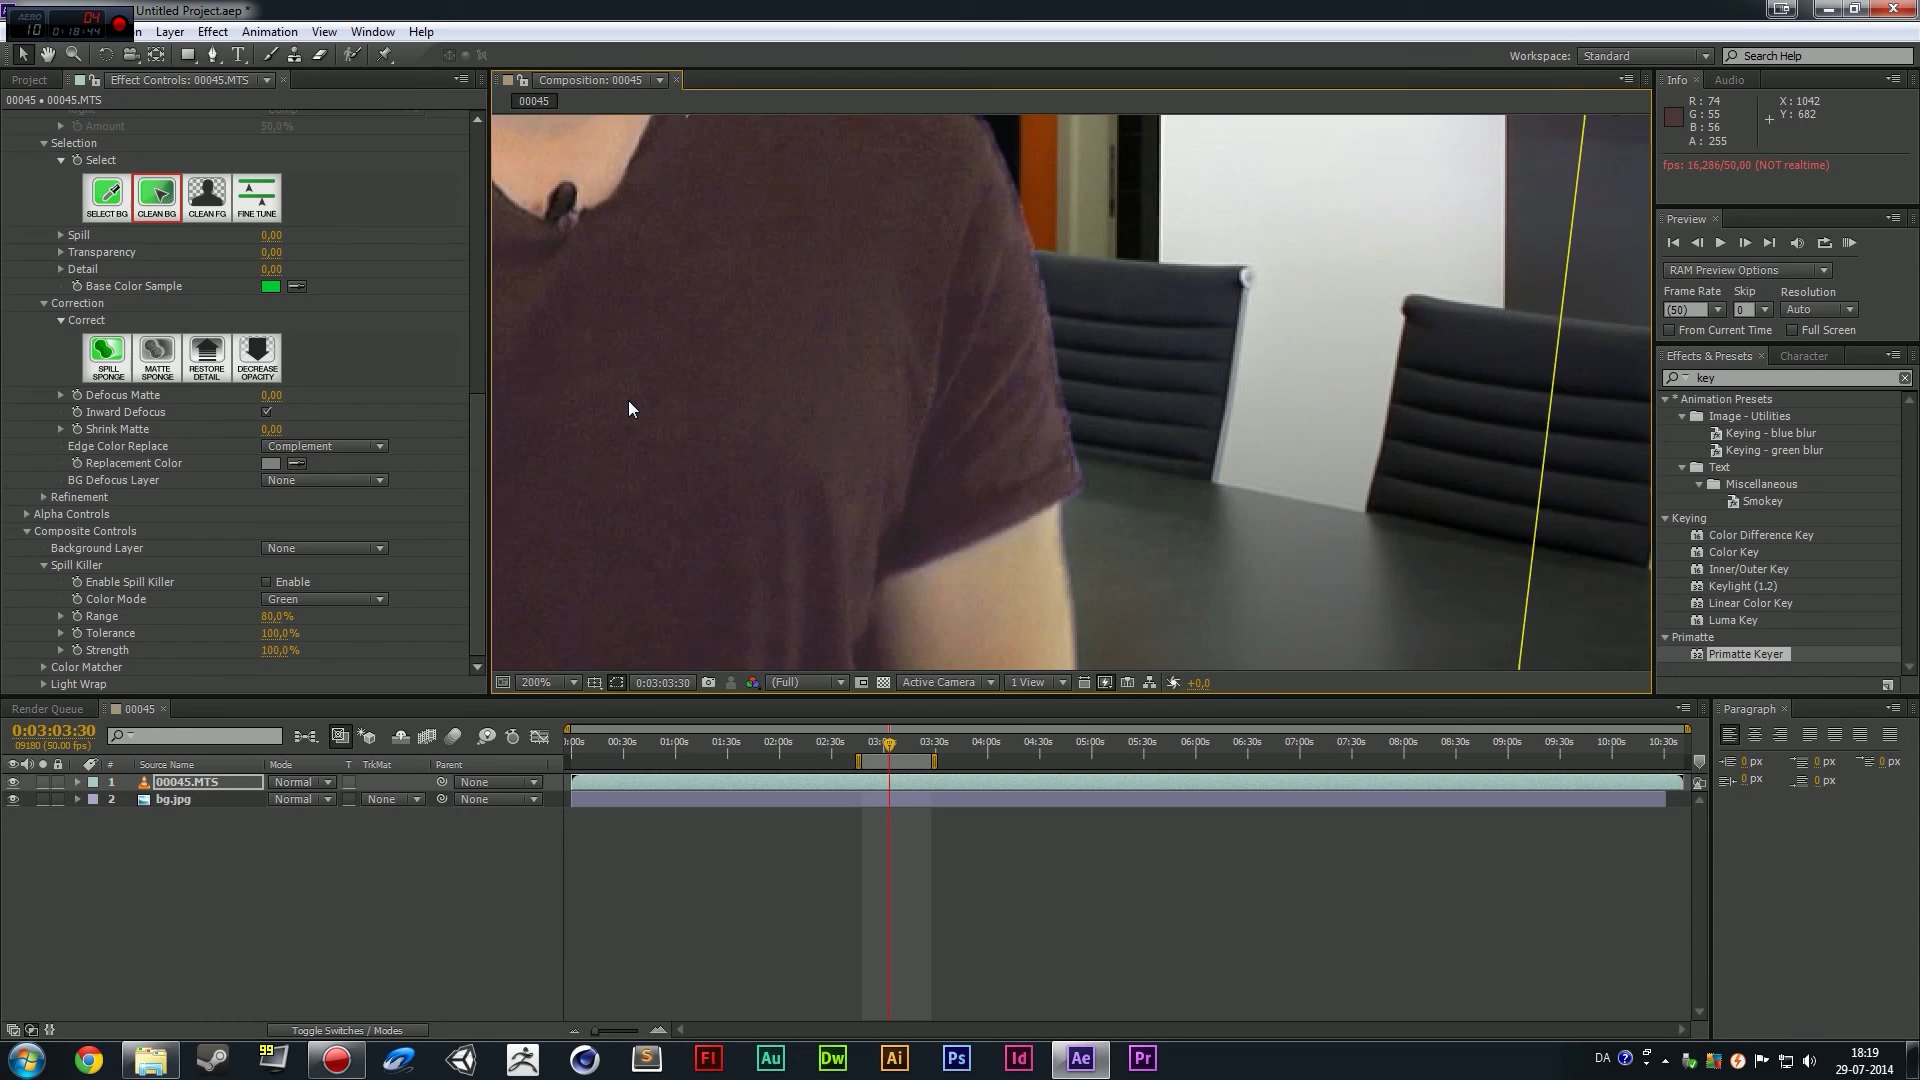 AERO 04
10 0:18:44
Untitled Project.aep *
Layer Effect Animation View Window Help
T
Workspace: Standard Search Help
Project Effect Controls: 00045.MTS
Composition: 00045
Info Audio
00045 • 00045.MTS
00045
R : 74
G : 55
B : 56
A : 255
X : 1042
Y : 682
fps: 16,286/50,00 (NOT realtime)
Amount 50,0%
Selection
Select
SELECT BG CLEAN BG CLEAN FG FINE TUNE
Spill 0,00
Transparency 0,00
Detail 0,00
Base Color Sample
Correction
Correct
SPILL SPONGE MATTE SPONGE RESTORE DETAIL DECREASE OPACITY
Defocus Matte 0,00
Inward Defocus
Shrink Matte 0,00
Edge Color Replace Complement
Replacement Color
BG Defocus Layer None
Refinement
Alpha Controls
Composite Controls
Background Layer None
Spill Killer
Enable Spill Killer Enable
Color Mode Green
Range 80,0%
Tolerance 100,0%
Strength 100,0%
Color Matcher
Light Wrap
Preview
RAM Preview Options
Frame Rate Skip Resolution
(50) 0 Auto
From Current Time Full Screen
Effects & Presets Character
key
* Animation Presets
Image - Utilities
Keying - blue blur
Keying - green blur
Text
Miscellaneous
Smokey
Keying
Color Difference Key
Color Key
Inner/Outer Key
Keylight (1.2)
Linear Color Key
Luma Key
Primatte
Primatte Keyer
200% 0:03:03:30 (Full) Active Camera 1 View +0,0
Render Queue 00045
0:03:03:30
09180 (50.00 fps)
# Source Name Mode T TrkMat Parent
1 00045.MTS Normal None
2 bg.jpg Normal None None
):00s 00:30s 01:00s 01:30s 02:00s 02:30s 03:30s 04:00s 04:30s 05:00s 05:30s 06:00s 06:30s 07:00s 07:30s 08:00s 08:30s 09:00s 09:30s 10:00s 10:30s
Toggle Switches / Modes
Paragraph
0 px 0 px 0 px
0 px 0 px
99 S Fl Au Dw Ai Ps Id Ae Pr
DA
18:19
29-07-2014